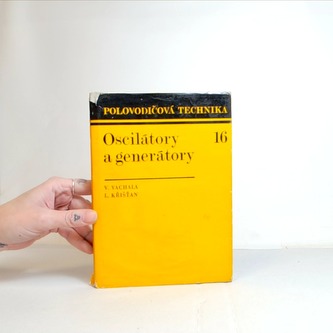 POLOVODIČOVÁ TECHNIKA
Oscilátory 16
a generátory
V. VACHALA
L. KŘIŠŤAN